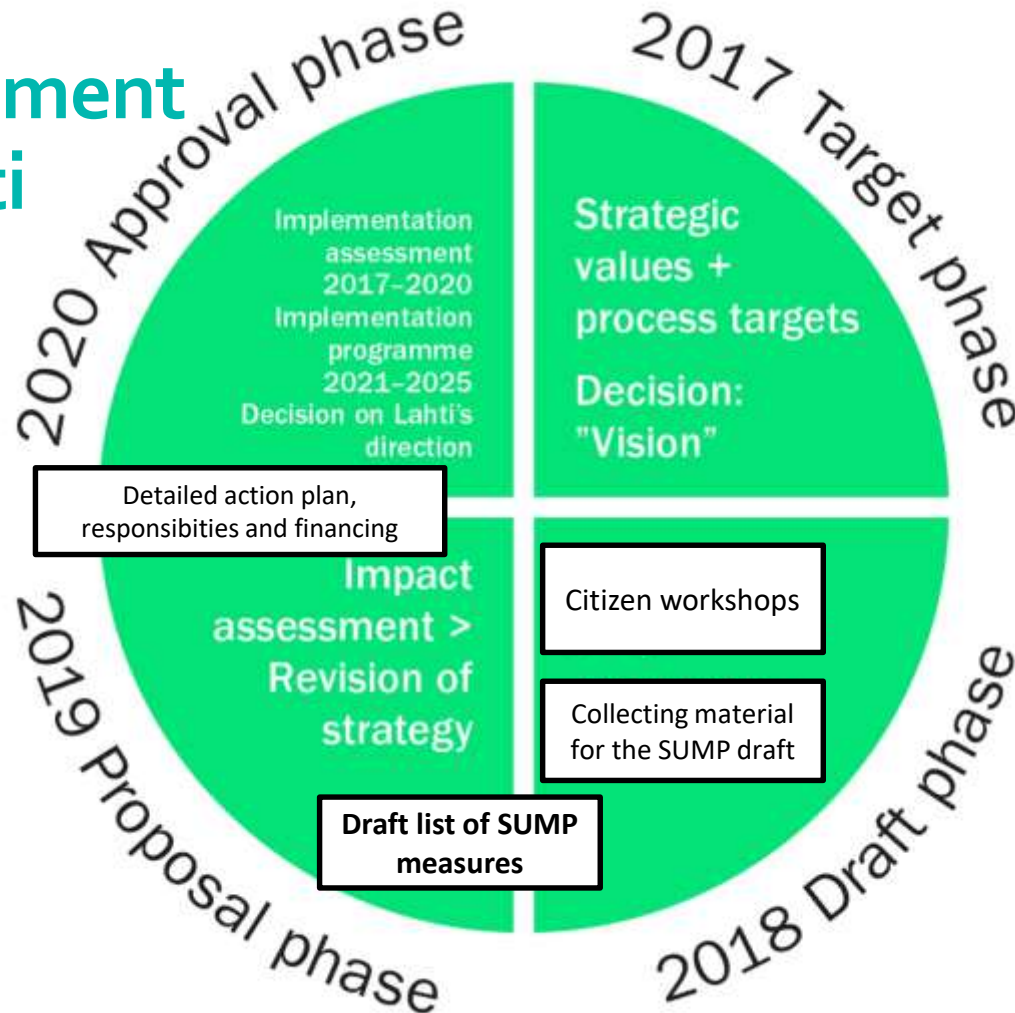 ment
ti
2017 Target phase
Strategic
values +
process targets
Decision:
"Vision"
2018 Draft phase
Citizen workshops
Collecting material
for the SUMP draft
Draft list of SUMP
measures
2019 Proposal phase
Impact
assessment >
Revision of
strategy
Detailed action plan,
responsibities and financing
2020 Approval phase
Implementation
assessment
2017–2020
Implementation
programme
2021–2025
Decision on Lahti's
direction